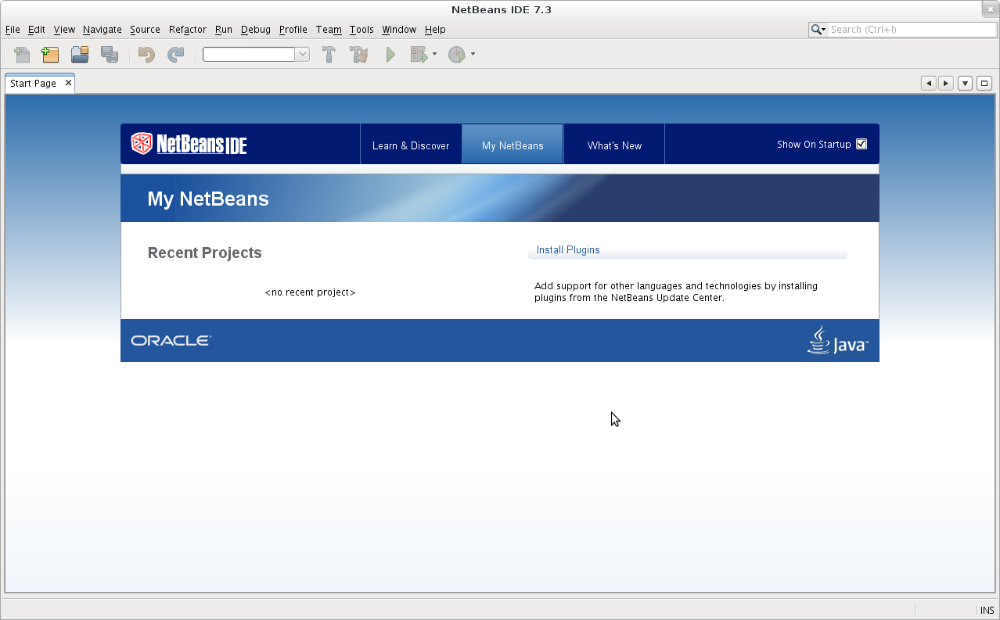 NetBeans IDE 7.3
File Edit View Navigate Source Refactor Run Debug Profile Team Tools Window Help
Search (Ctrl+I)
Start Page
NetBeans IDE
Learn & Discover
My NetBeans
What's New
Show On Startup
My NetBeans
Recent Projects
<no recent project>
Install Plugins
Add support for other languages and technologies by installing
plugins from the NetBeans Update Center.
ORACLE
Java™
INS